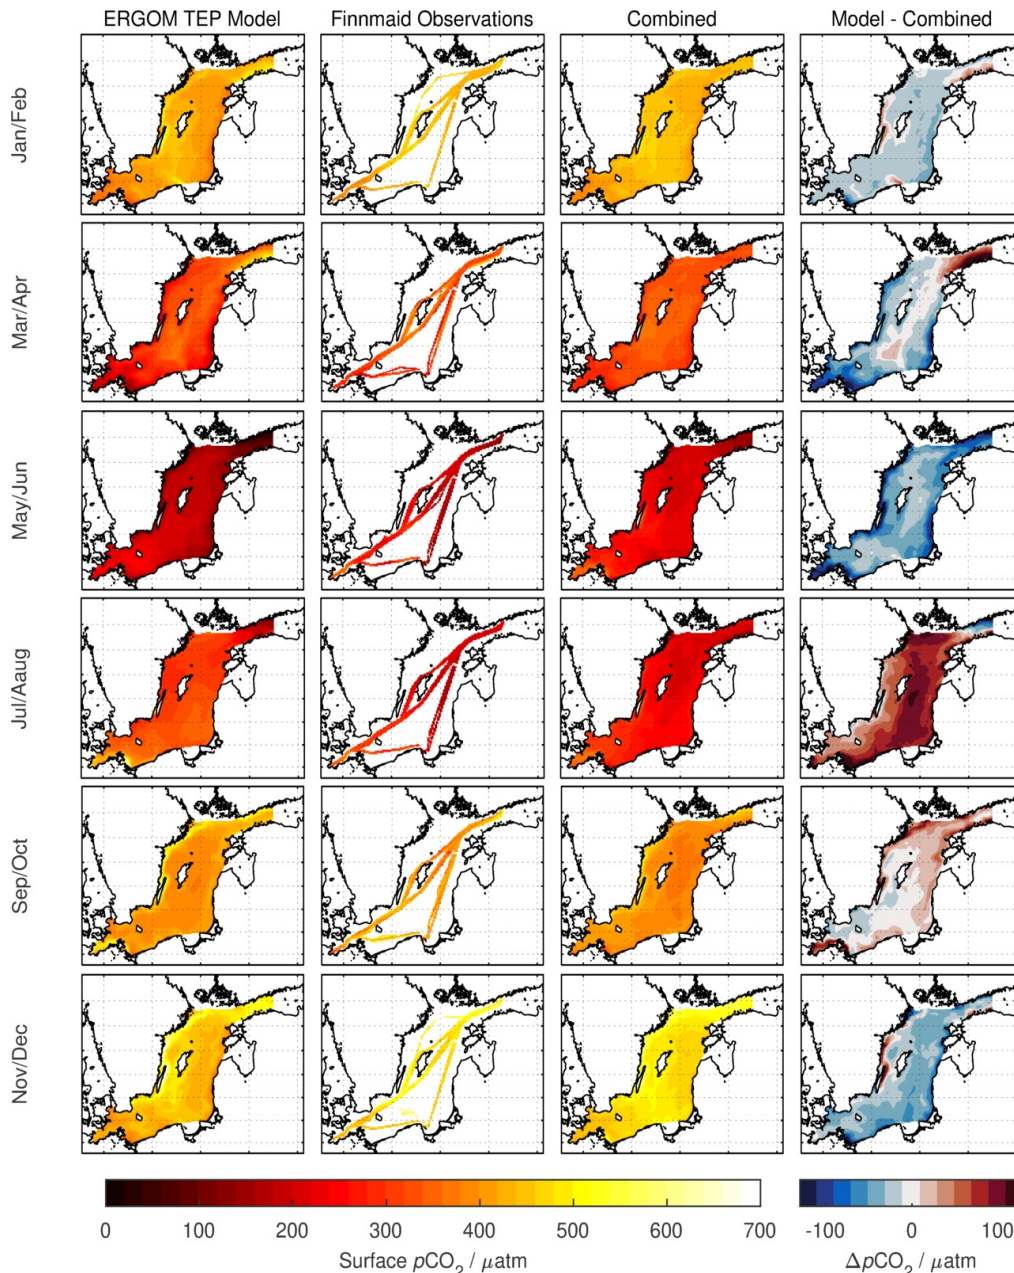 ERGOM TEP Model Finnmaid Observations Combined Model - Combined
Jan/Feb
Mar/Apr
May/Jun
Jul/Aaug
Sep/Oct
Nov/Dec
0 100 200 300 400 500 600 700 -100 0 100
Surface pCO₂ / μatm ΔpCO₂ / μatm